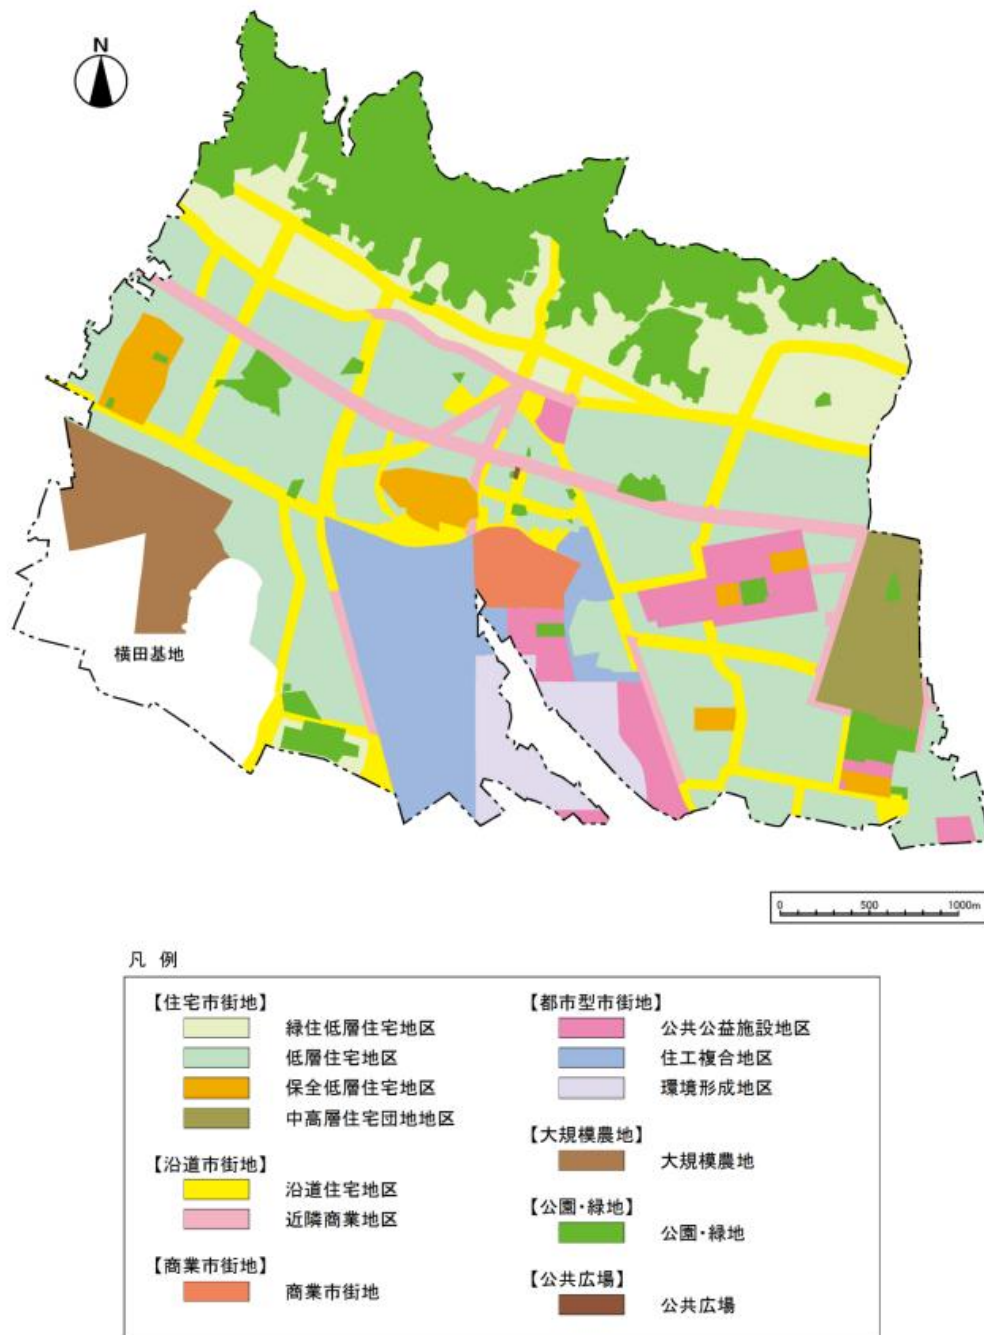 N
横田基地
0 500 1000m
凡 例
【住宅市街地】
緑住低層住宅地区
低層住宅地区
保全低層住宅地区
中高層住宅団地地区
【沿道市街地】
沿道住宅地区
近隣商業地区
【商業市街地】
商業市街地
【都市型市街地】
公共公益施設地区
住工複合地区
環境形成地区
【大規模農地】
大規模農地
【公園・緑地】
公園・緑地
【公共広場】
公共広場